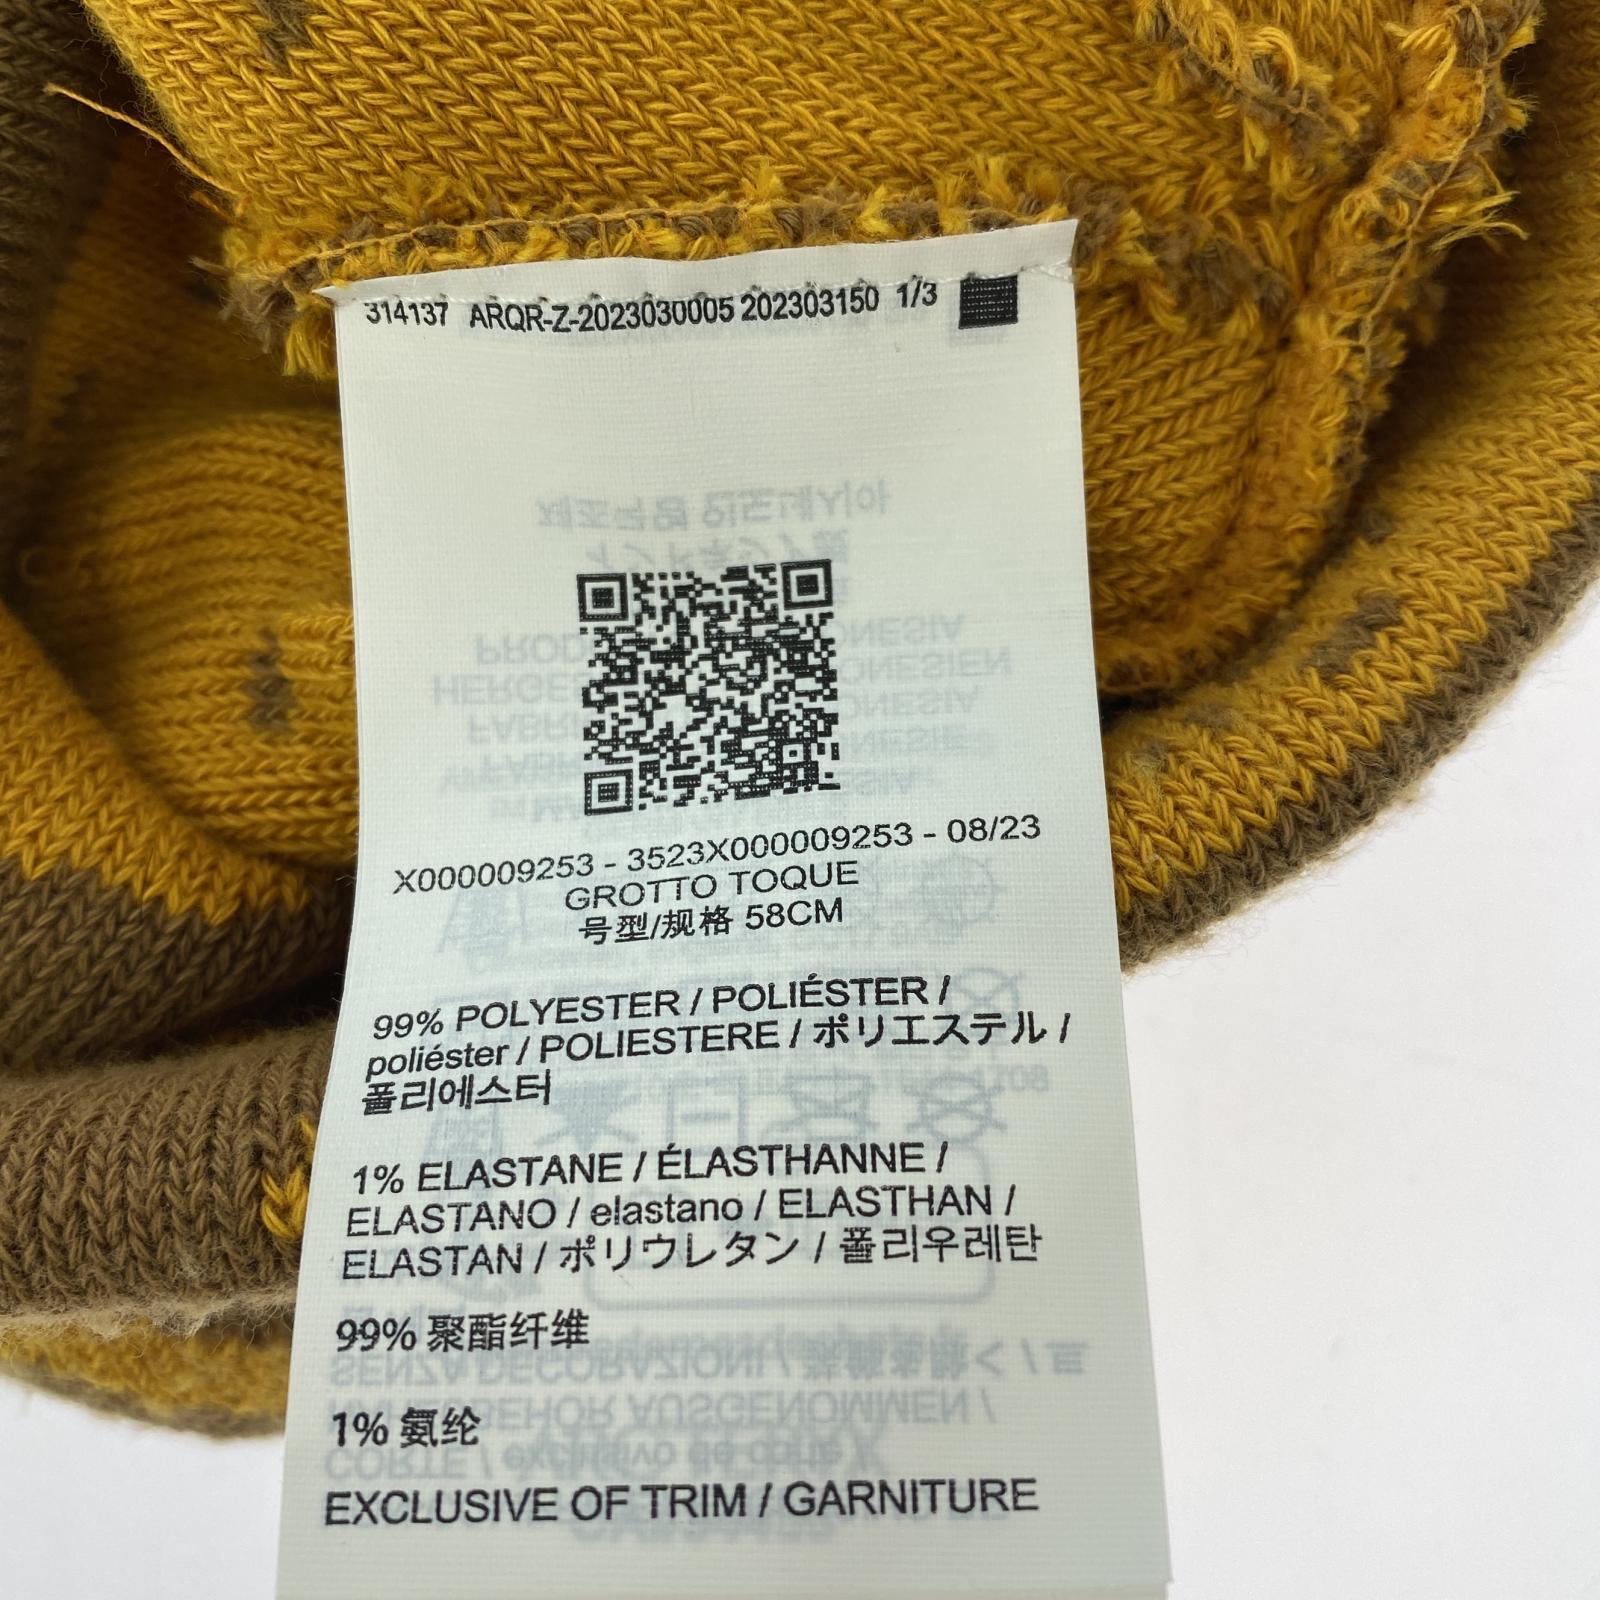 314137 ARQR-Z-2023030005 202303150 1/3
X000009253 - 3523X000009253 - 08/23
GROTTO TOQUE
号型/规格 58CM
99% POLYESTER / POLIÉSTER /
poliéster / POLIESTERE / ポリエステル /
폴리에스터
1% ELASTANE / ÉLASTHANNE /
ELASTANO / elastano / ELASTHAN /
ELASTAN / ポリウレタン / 폴리우레탄
99% 聚酯纤维
1% 氨纶
EXCLUSIVE OF TRIM / GARNITURE